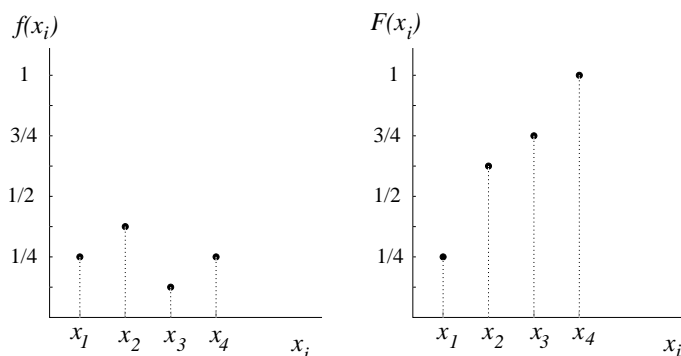 f(x_i)
1
3/4
1/2
1/4
x_1 x_2 x_3 x_4 x_i
F(x_i)
1
3/4
1/2
1/4
x_1 x_2 x_3 x_4 x_i